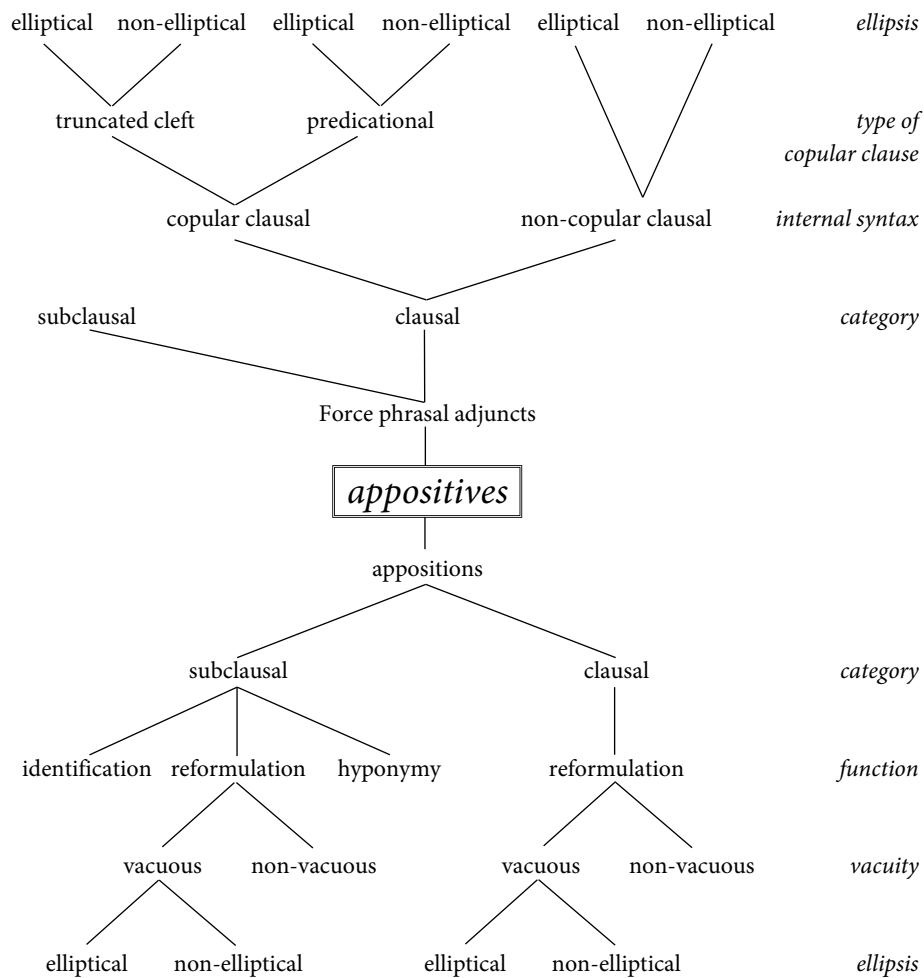 elliptical non-elliptical elliptical non-elliptical elliptical non-elliptical ellipsis
truncated cleft predicational type of
copular clause
copular clausal non-copular clausal internal syntax
subclausal clausal category
Force phrasal adjuncts
appositives
appositions
subclausal clausal category
identification reformulation hyponymy reformulation function
vacuous non-vacuous vacuous non-vacuous vacuity
elliptical non-elliptical elliptical non-elliptical ellipsis